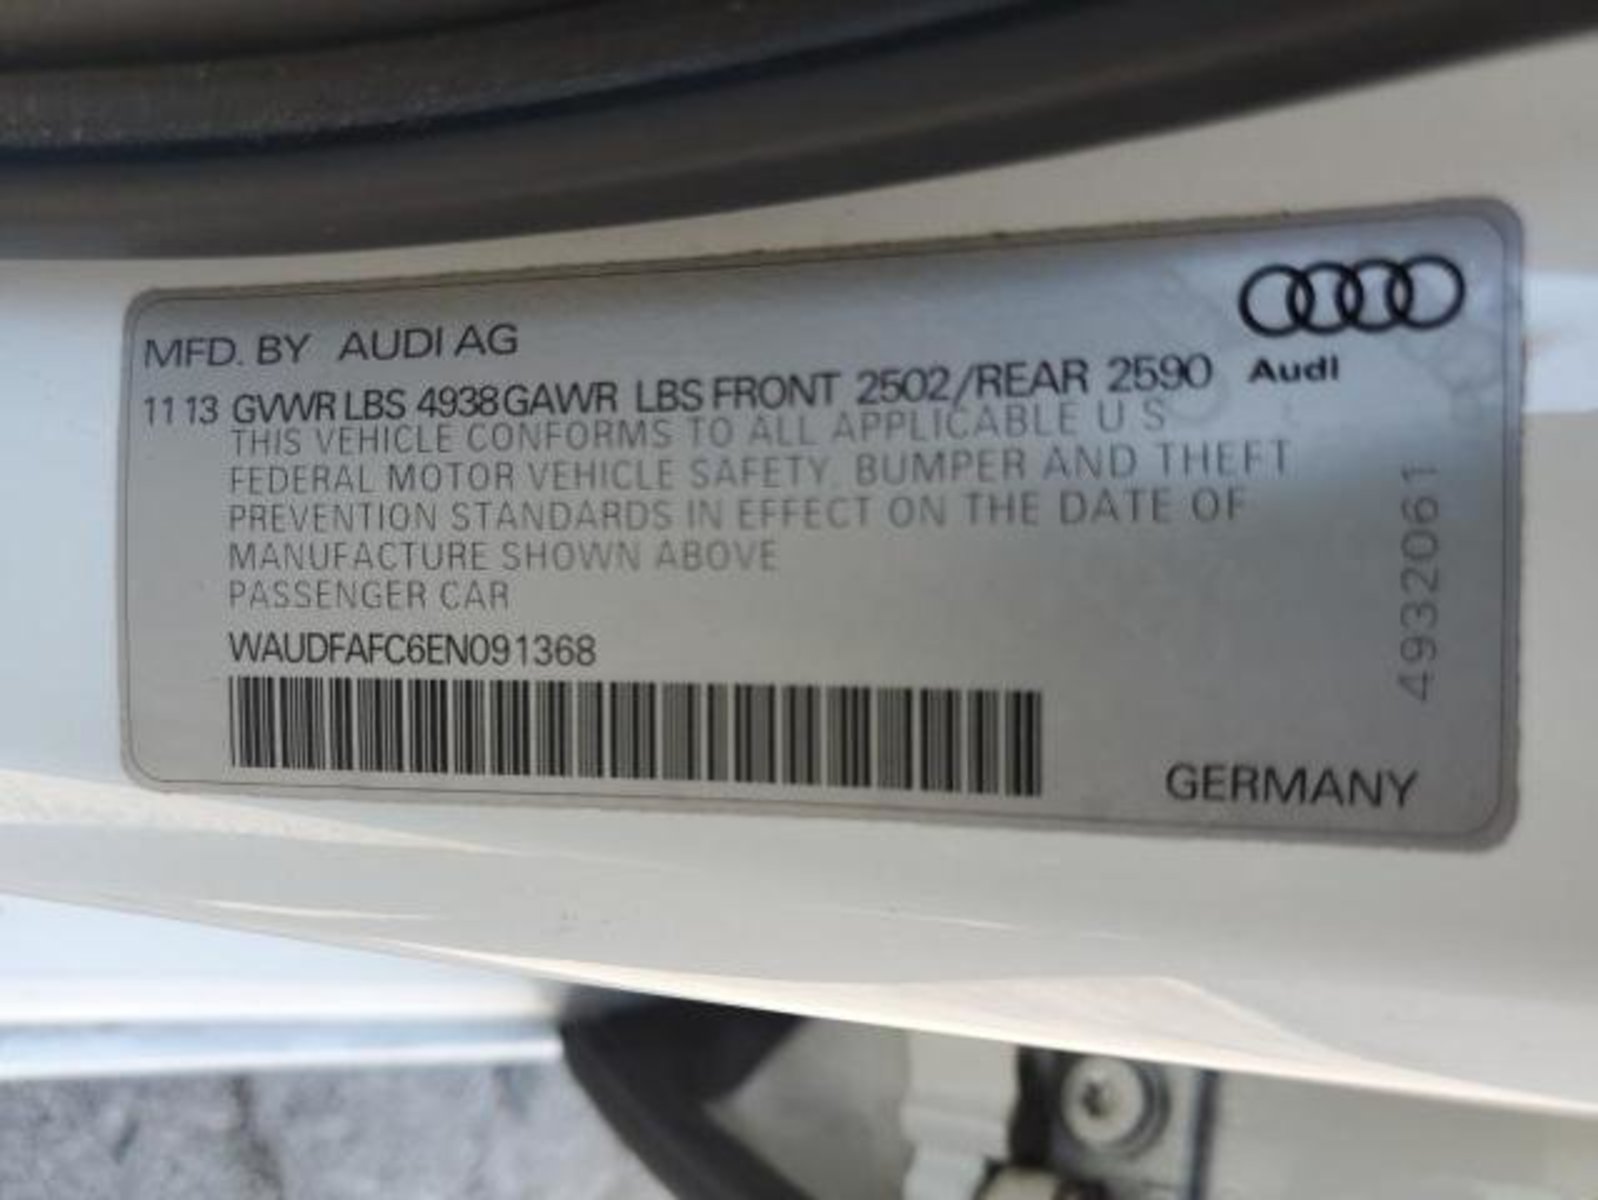 MFD. BY AUDI AG
Audi
11 13 GVWR LBS 4938 GAWR LBS FRONT 2502/REAR 2590
THIS VEHICLE CONFORMS TO ALL APPLICABLE U S
FEDERAL MOTOR VEHICLE SAFETY, BUMPER AND THEFT
PREVENTION STANDARDS IN EFFECT ON THE DATE OF
MANUFACTURE SHOWN ABOVE
PASSENGER CAR
WAUDFAFC6EN091368
GERMANY
4932061